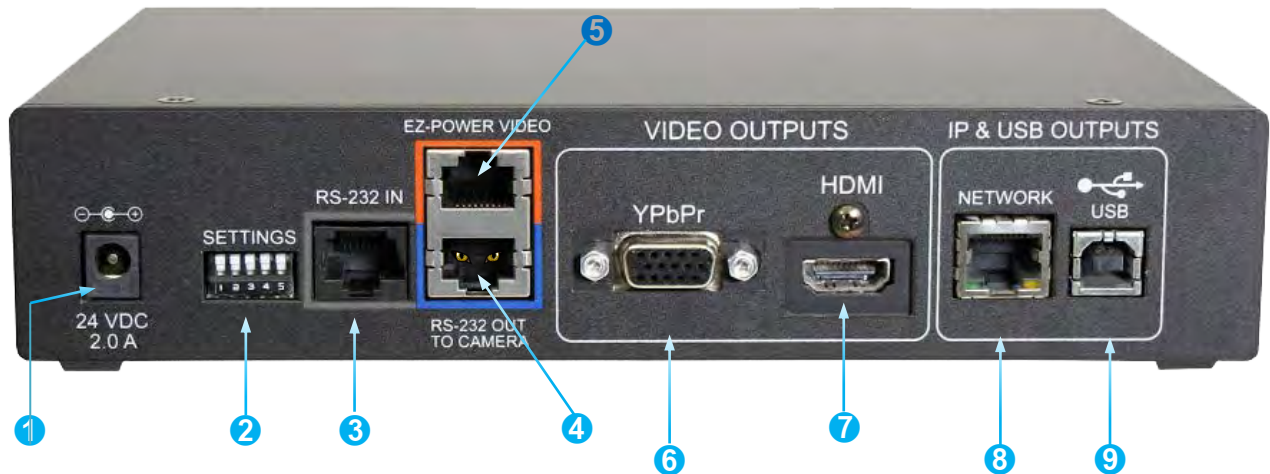 5
EZ-POWER VIDEO
VIDEO OUTPUTS
IP & USB OUTPUTS
RS-232 IN
HDMI
NETWORK
YPbPr
USB
SETTINGS
1 2 3 4 5
24 VDC
2.0 A
RS-232 OUT
TO CAMERA
1
2
3
4
6
7
8
9